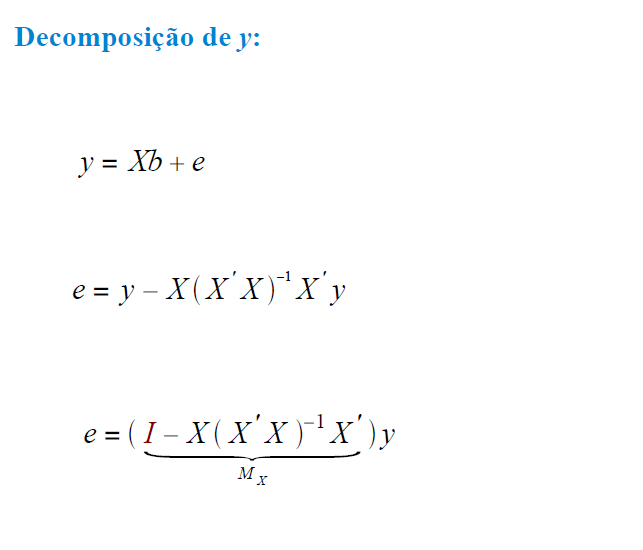 Decomposição de y:
y = Xb + e
e = y − X(X′X)⁻¹X′y
e = (I − X(X′X)⁻¹X′)y
M_X